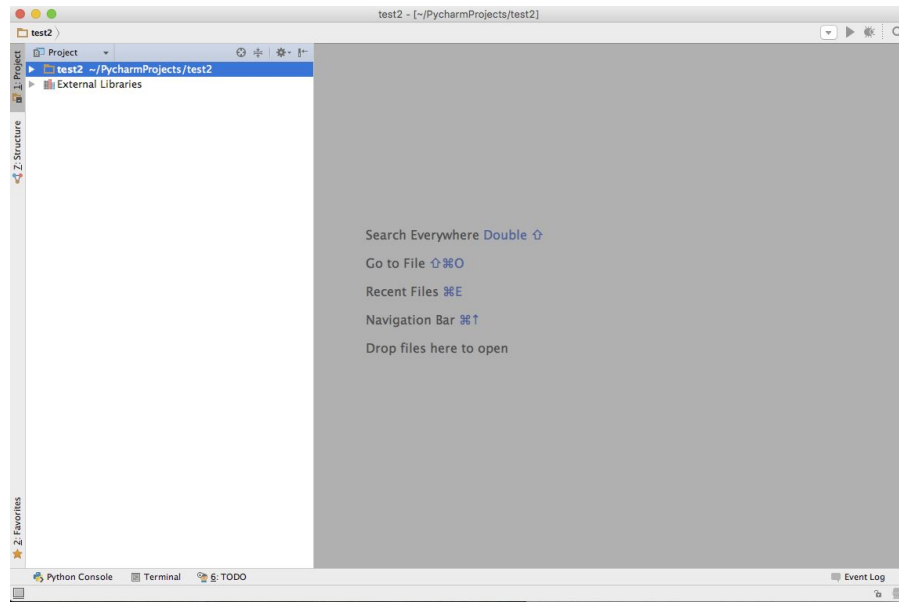 test2 - [~/PycharmProjects/test2]
test2
Project
test2 ~/PycharmProjects/test2
External Libraries
1: Project
7: Structure
2: Favorites
Search Everywhere Double ⇧
Go to File ⇧⌘O
Recent Files ⌘E
Navigation Bar ⌘↑
Drop files here to open
Python Console Terminal 6: TODO Event Log